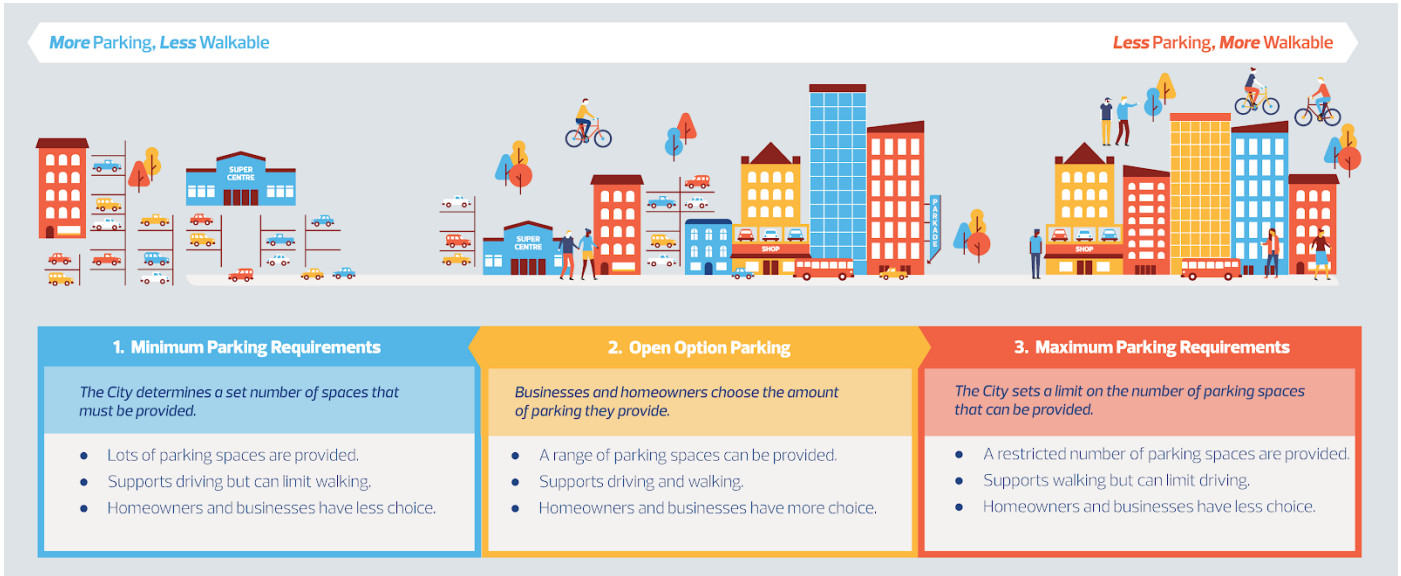 More Parking, Less Walkable
Less Parking, More Walkable
SUPER
CENTRE
SUPER
CENTRE
SHOP
PARKADE
SHOP
1. Minimum Parking Requirements
The City determines a set number of spaces that
must be provided.
● Lots of parking spaces are provided.
● Supports driving but can limit walking.
● Homeowners and businesses have less choice.
2. Open Option Parking
Businesses and homeowners choose the amount
of parking they provide.
● A range of parking spaces can be provided.
● Supports driving and walking.
● Homeowners and businesses have more choice.
3. Maximum Parking Requirements
The City sets a limit on the number of parking spaces
that can be provided.
● A restricted number of parking spaces are provided.
● Supports walking but can limit driving.
● Homeowners and businesses have less choice.